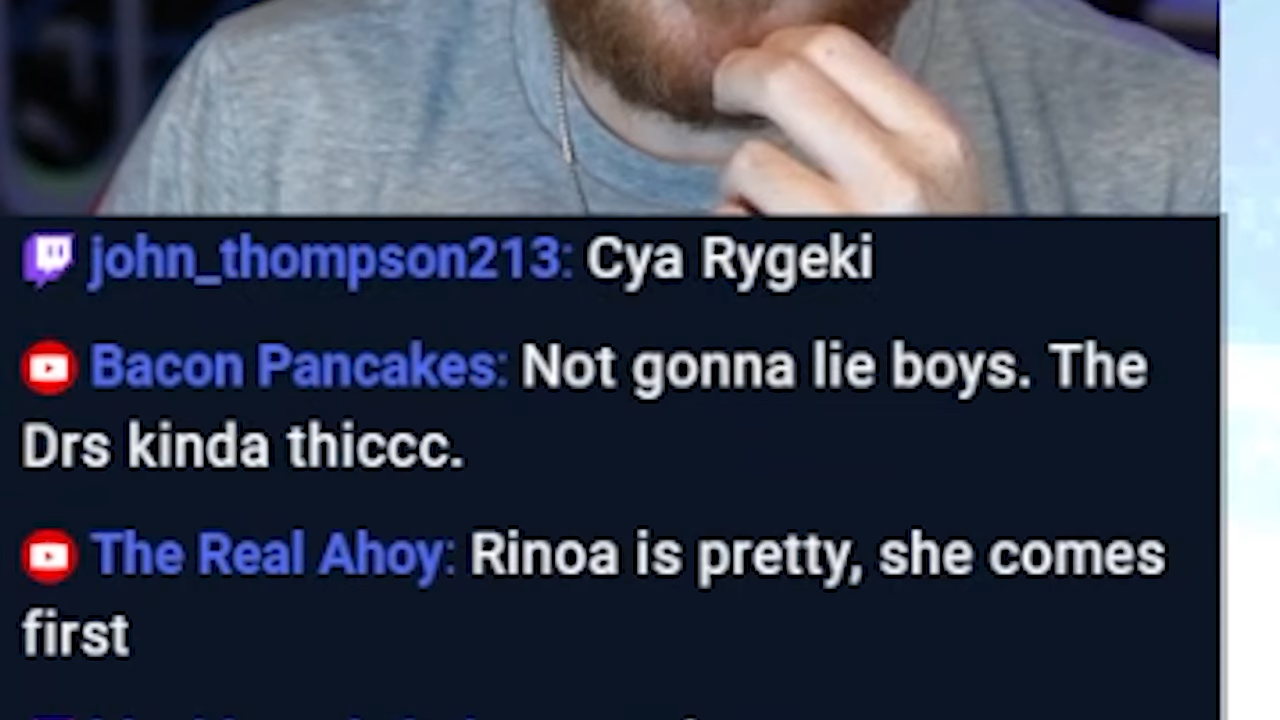 john_thompson213: Cya Rygeki
Bacon Pancakes: Not gonna lie boys. The
Drs kinda thiccc.
The Real Ahoy: Rinoa is pretty, she comes
first